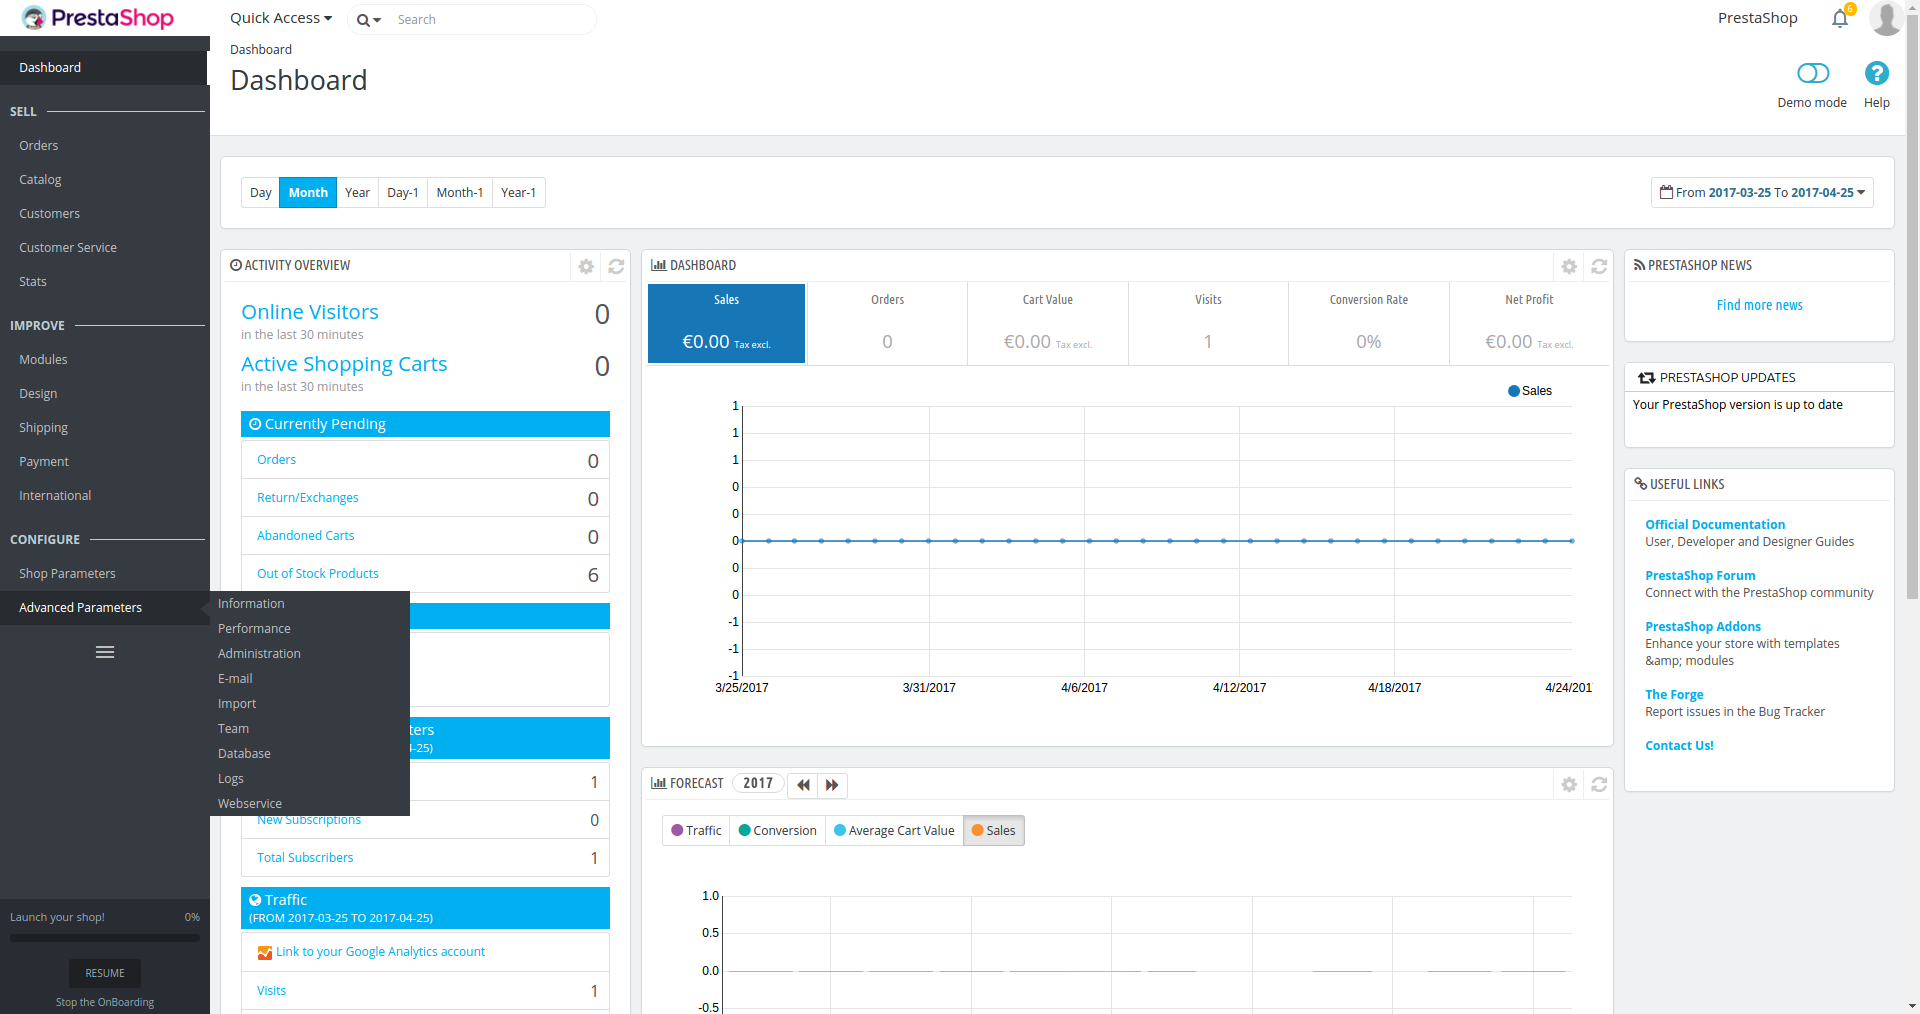 PrestaShop
Quick Access
Search
PrestaShop
6
Dashboard
Dashboard
Demo mode
Help
Dashboard
SELL
Orders
Catalog
Customers
Customer Service
Stats
IMPROVE
Modules
Design
Shipping
Payment
International
CONFIGURE
Shop Parameters
Advanced Parameters
Information
Performance
Administration
E-mail
Import
Team
Database
Logs
Webservice
Launch your shop! 0%
RESUME
Stop the OnBoarding
Day Month Year Day-1 Month-1 Year-1
From 2017-03-25 To 2017-04-25
ACTIVITY OVERVIEW
Online Visitors 0
in the last 30 minutes
Active Shopping Carts 0
in the last 30 minutes
Currently Pending
Orders 0
Return/Exchanges 0
Abandoned Carts 0
Out of Stock Products 6
ters
4-25)
1
New Subscriptions 0
Total Subscribers 1
Traffic
(FROM 2017-03-25 TO 2017-04-25)
Link to your Google Analytics account
Visits 1
DASHBOARD
Sales Orders Cart Value Visits Conversion Rate Net Profit
€0.00 Tax excl. 0 €0.00 Tax excl. 1 0% €0.00 Tax excl.
Sales
1
1
1
0
0
0
0
0
-1
-1
-1
3/25/2017 3/31/2017 4/6/2017 4/12/2017 4/18/2017 4/24/201
FORECAST 2017
Traffic Conversion Average Cart Value Sales
1.0
0.5
0.0
-0.5
PRESTASHOP NEWS
Find more news
PRESTASHOP UPDATES
Your PrestaShop version is up to date
USEFUL LINKS
Official Documentation
User, Developer and Designer Guides
PrestaShop Forum
Connect with the PrestaShop community
PrestaShop Addons
Enhance your store with templates
&amp; modules
The Forge
Report issues in the Bug Tracker
Contact Us!